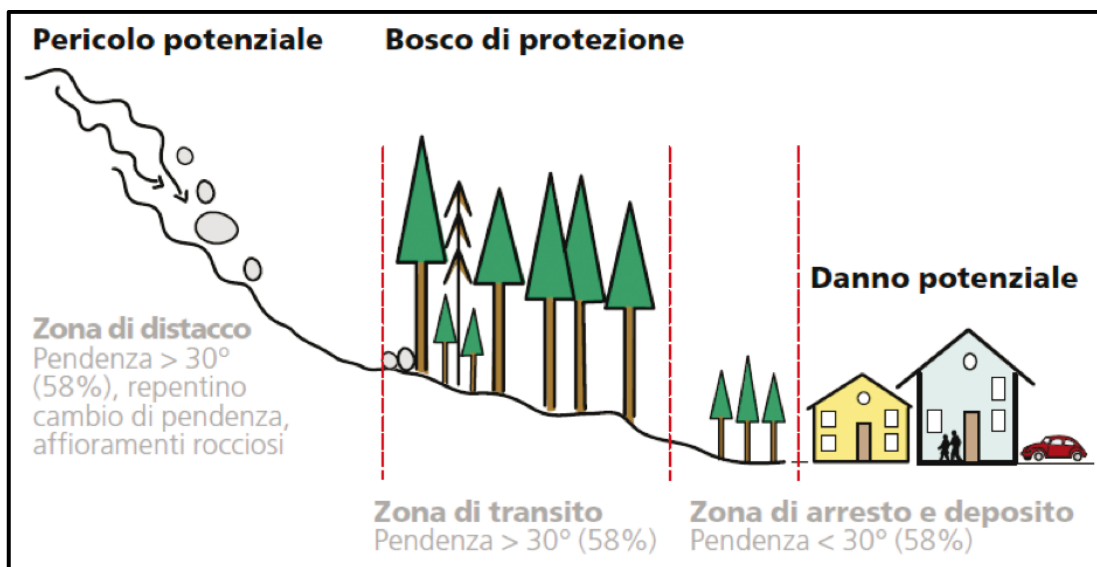 Pericolo potenziale
Bosco di protezione
Danno potenziale
Zona di distacco
Pendenza > 30°
(58%), repentino
cambio di pendenza,
affioramenti rocciosi
Zona di transito
Pendenza > 30° (58%)
Zona di arresto e deposito
Pendenza < 30° (58%)